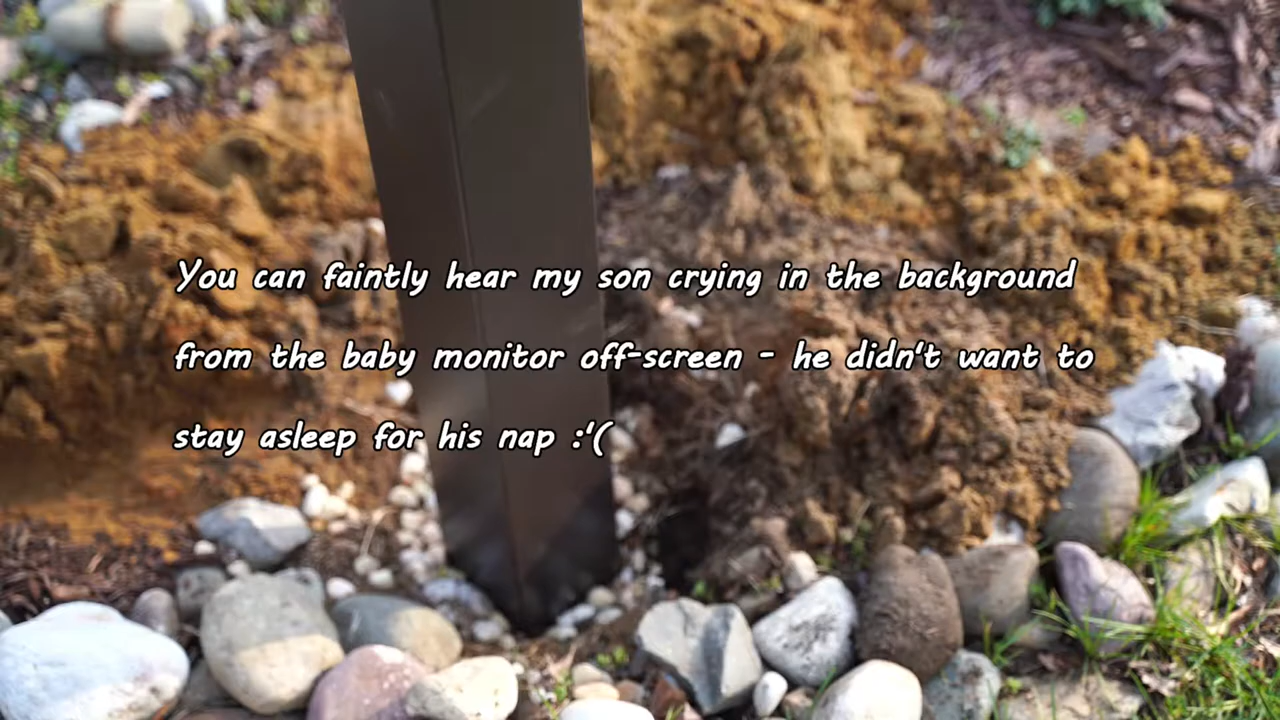 You can faintly hear my son crying in the background
from the baby monitor off-screen - he didn't want to
stay asleep for his nap :'(